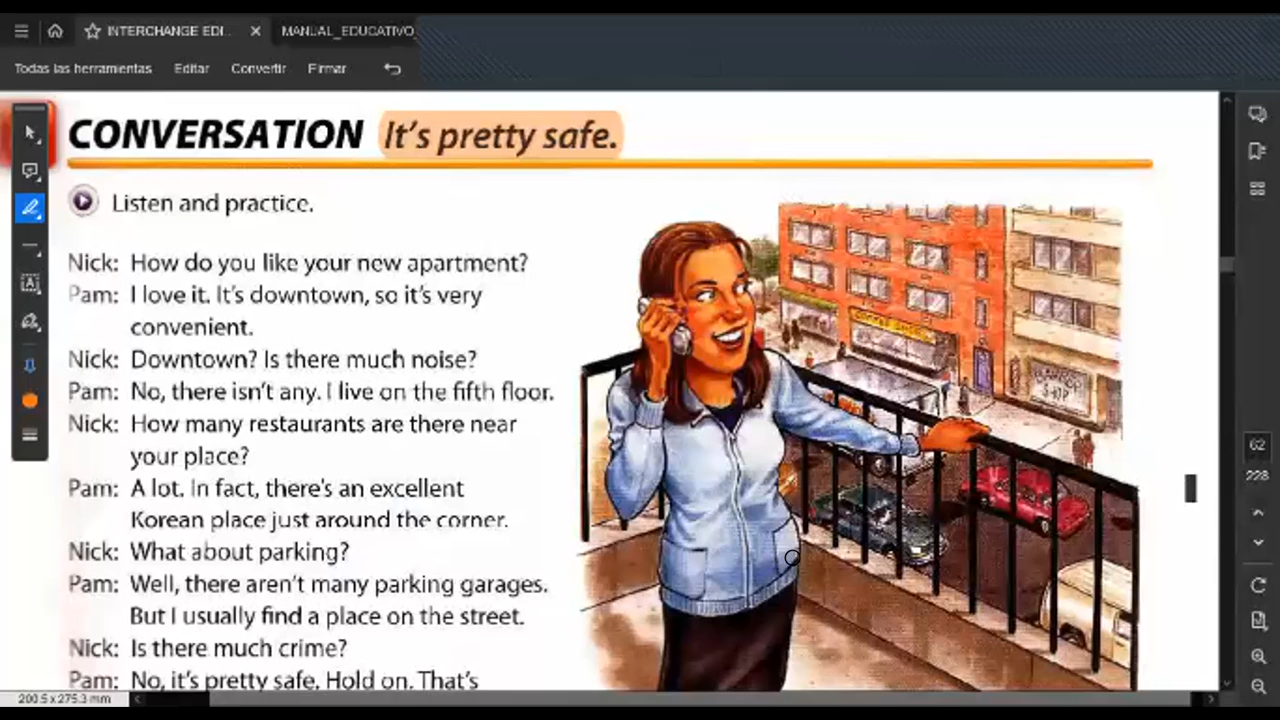 INTERCHANGE EDI...
MANUAL_EDUCATIVO_
Todas las herramientas Editar Convertir Firmar
CONVERSATION It's pretty safe.
Listen and practice.
Nick: How do you like your new apartment?
Pam: I love it. It's downtown, so it's very
convenient.
Nick: Downtown? Is there much noise?
Pam: No, there isn't any. I live on the fifth floor.
Nick: How many restaurants are there near
your place?
Pam: A lot. In fact, there's an excellent
Korean place just around the corner.
Nick: What about parking?
Pam: Well, there aren't many parking garages.
But I usually find a place on the street.
Nick: Is there much crime?
Pam: No, it's pretty safe. Hold on. That's
SHOP
62
228
200.5 x 275.3 mm